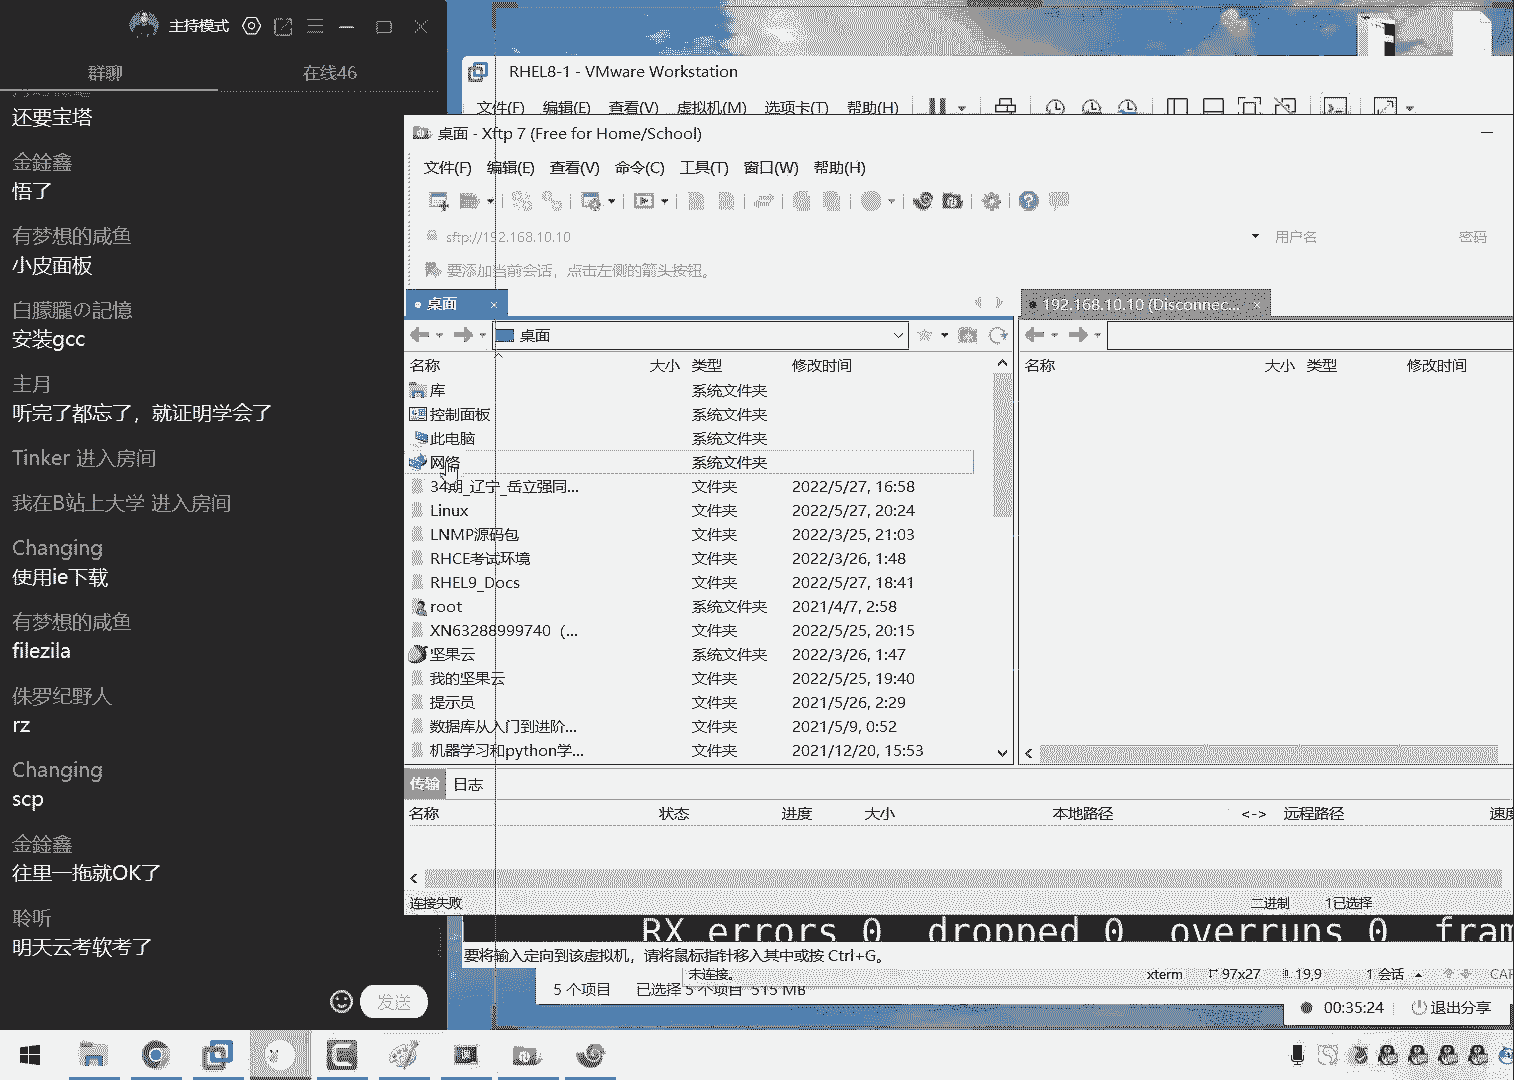 主持模式
群聊
在线46
还要宝塔
金銓鑫
悟了
有梦想的咸鱼
小皮面板
白朦朧の記憶
安装gcc
主月
听完了都忘了，就证明学会了
Tinker 进入房间
我在B站上大学 进入房间
Changing
使用ie下载
有梦想的咸鱼
filezila
侏罗纪野人
rz
Changing
scp
金銓鑫
往里一拖就OK了
聆听
明天云考软考了
发送
RHEL8-1 - VMware Workstation
文件(F) 编辑(E) 查看(V) 虚拟机(M) 选项卡(T) 帮助(H)
桌面 - Xftp 7 (Free for Home/School)
文件(F) 编辑(E) 查看(V) 命令(C) 工具(T) 窗口(W) 帮助(H)
sftp://192.168.10.10
用户名
密码
要添加当前会话，点击左侧的箭头按钮。
桌面
192.168.10.10 (Disconnec...
桌面
名称 大小 类型 修改时间
名称 大小 类型 修改时间
库 系统文件夹
控制面板 系统文件夹
此电脑 系统文件夹
网络 系统文件夹
34期_辽宁_岳立强同... 文件夹 2022/5/27, 16:58
Linux 文件夹 2022/5/27, 20:24
LNMP源码包 文件夹 2022/3/25, 21:03
RHCE考试环境 文件夹 2022/3/26, 1:48
RHEL9_Docs 文件夹 2022/5/27, 18:41
root 系统文件夹 2021/4/7, 2:58
XN63288999740（... 文件夹 2022/5/25, 20:15
坚果云 系统文件夹 2022/3/26, 1:47
我的坚果云 文件夹 2022/5/25, 19:40
提示员 文件夹 2021/5/26, 2:29
数据库从入门到进阶... 文件夹 2021/5/9, 0:52
机器学习和python学... 文件夹 2021/12/20, 15:53
传输 日志
名称 状态 进度 大小 本地路径 <-> 远程路径 速度
连接失败
二进制
1已选择
RX errors 0 dropped 0 overruns 0 fram
要将输入定向到该虚拟机，请将鼠标指针移入其中或按 Ctrl+G。
未连接。
xterm 97x27 19,9 1 会话 CAP
5 个项目 已选择 5 个项目 515 MB
00:35:24
退出分享